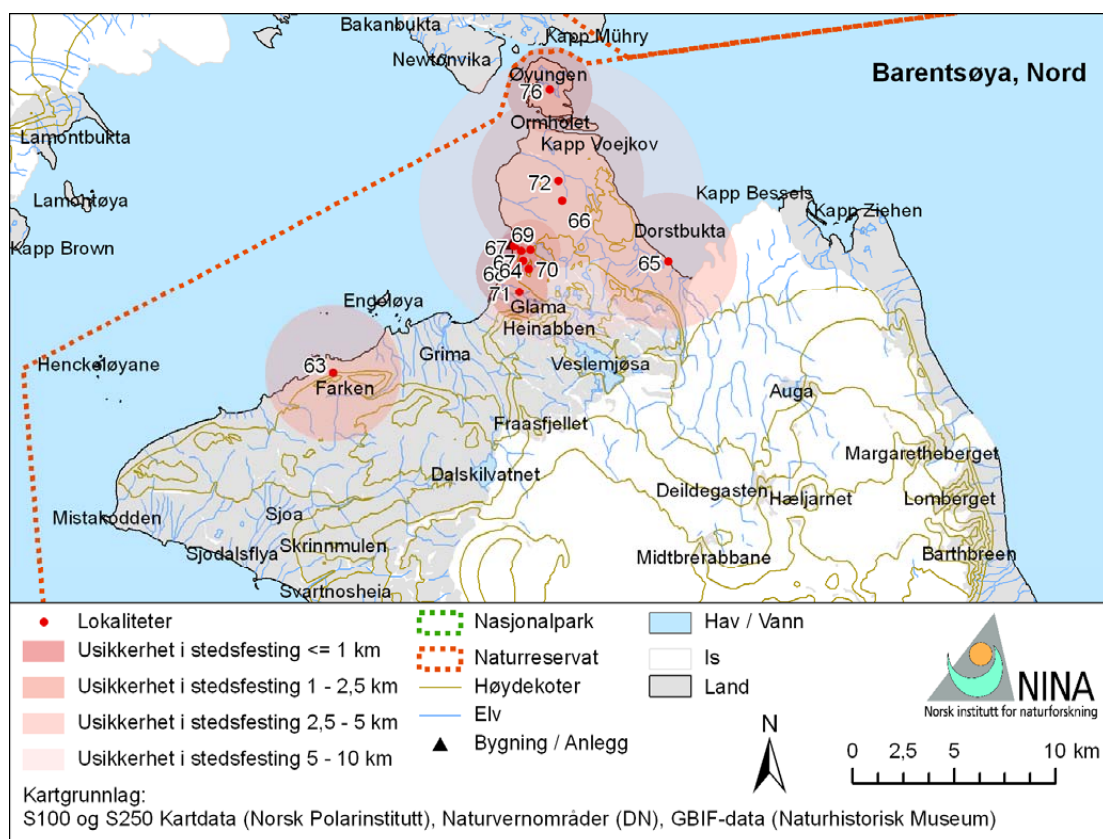 Bakanbukta
Kapp Mühry
Newtonvika
Øvungen
Barentsøya, Nord
76
Ormholet
Lamontbukta
Kapp Voejkov
72
Kapp Bessels
Lamontøya
66
Kapp Ziehen
Kapp Brown
69
Dorstbukta
67
67
65
68
64
70
71
Engeløya
Glama
Heinabben
Grima
Henckeløyane
63
Veslemjøsa
Farken
Auga
Fraasfjellet
Margaretheberget
Dalskilvatnet
Deildegasten
Hæljarnet
Lomberget
Mistakodden
Sjoa
Skrinnmulen
Sjodalsflya
Midtbrerabbane
Barthbreen
Svartnosheia
Lokaliteter
Usikkerhet i stedsfesting <= 1 km
Usikkerhet i stedsfesting 1 - 2,5 km
Usikkerhet i stedsfesting 2,5 - 5 km
Usikkerhet i stedsfesting 5 - 10 km
Nasjonalpark
Naturreservat
Høydekoter
Elv
Bygning / Anlegg
Hav / Vann
Is
Land
NINA
Norsk institutt for naturforskning
N
0 2,5 5 10 km
Kartgrunnlag:
S100 og S250 Kartdata (Norsk Polarinstitutt), Naturvernområder (DN), GBIF-data (Naturhistorisk Museum)